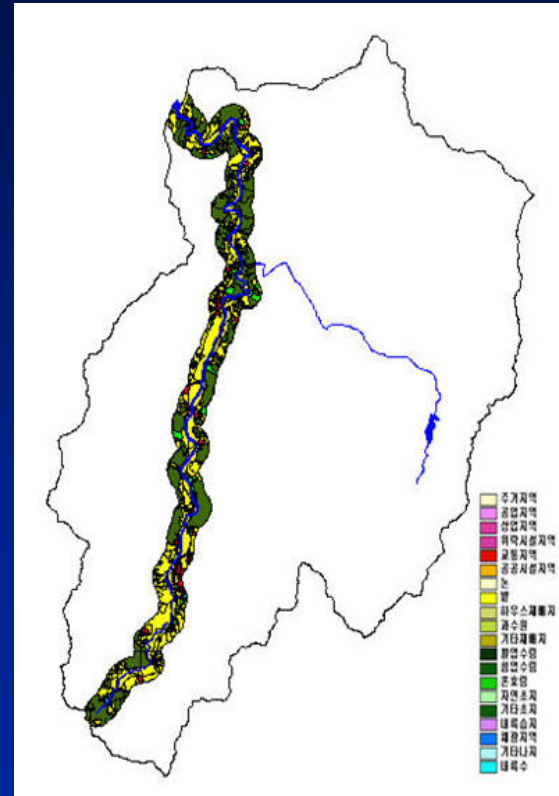 주거지역
공업지역
상업지역
위락시설지역
교통지역
공공시설지역
논
밭
하우스재배지
과수원
기타재배지
활엽수림
침엽수림
혼효림
자연초지
기타초지
내륙습지
채광지역
기타나지
내륙수